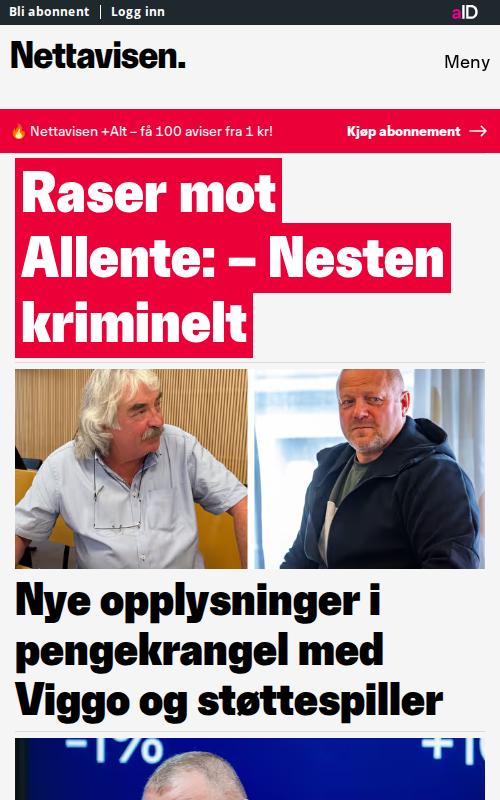 Bli abonnent
Logg inn
aID
Nettavisen.
Meny
🔥 Nettavisen +Alt – få 100 aviser fra 1 kr!
Kjøp abonnement →
Raser mot
Allente: – Nesten
kriminelt
Nye opplysninger i
pengekrangel med
Viggo og støttespiller
-1%